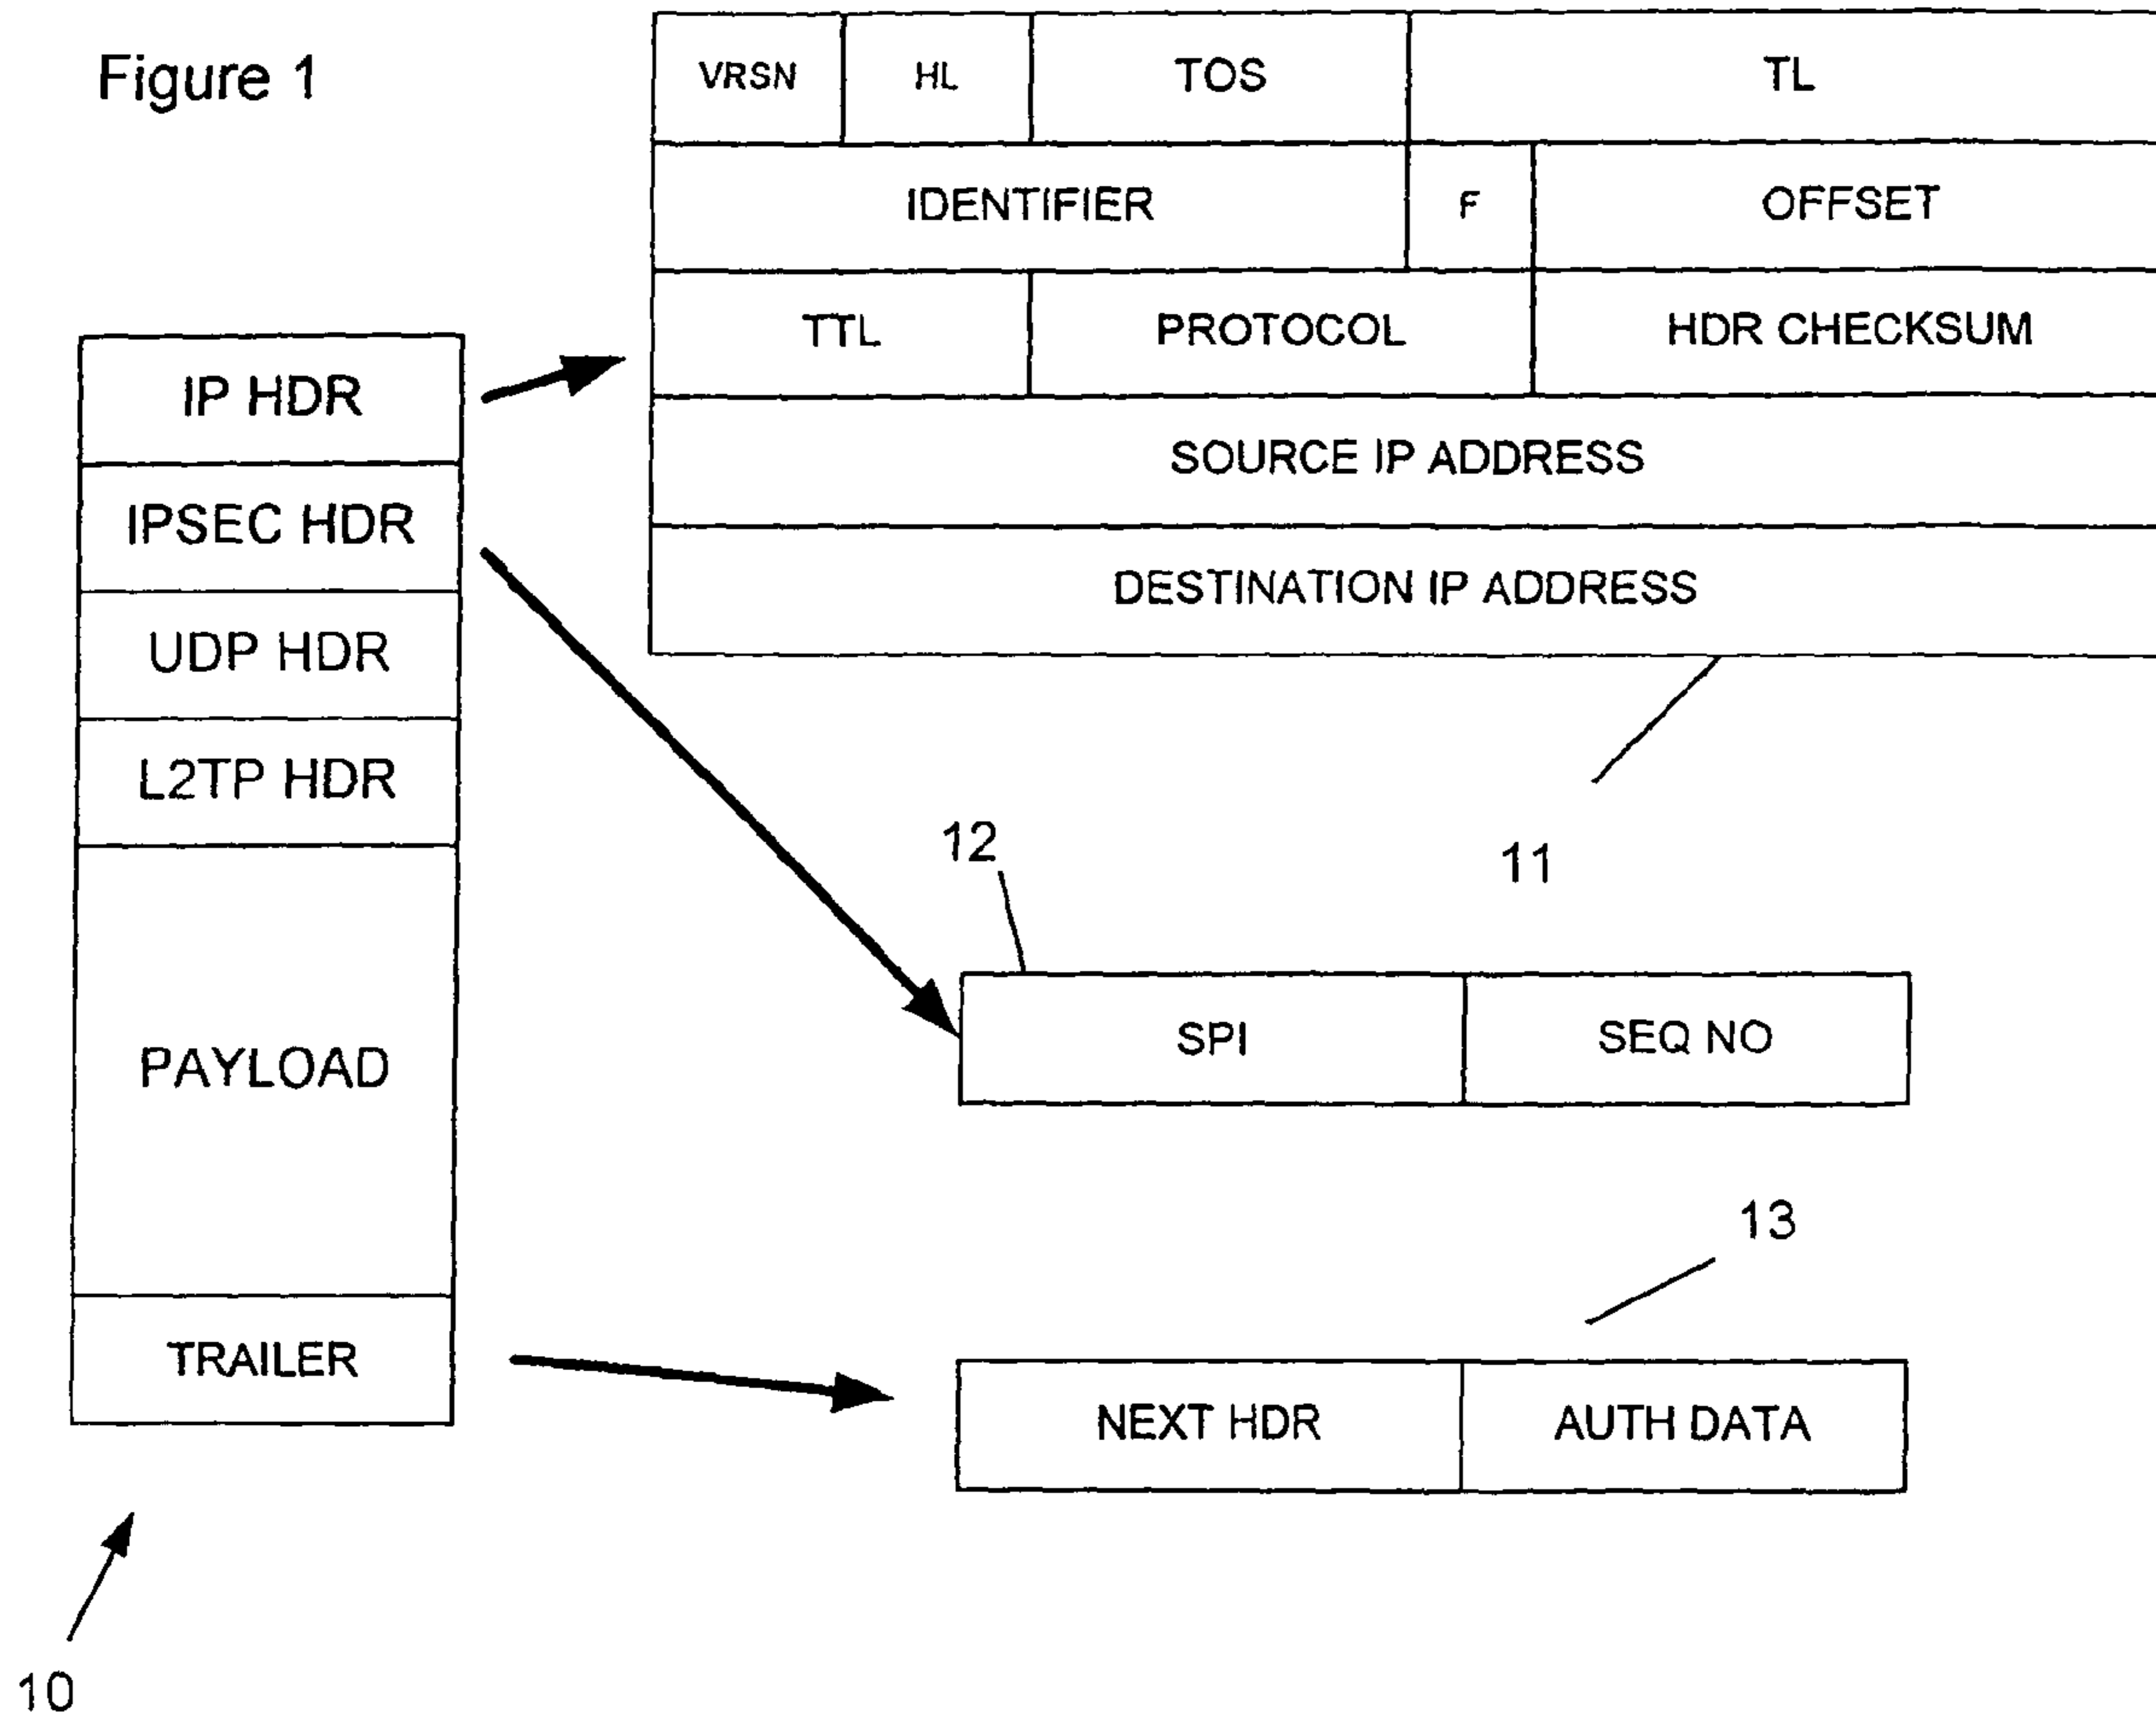 Figure 1
VRSN HL TOS TL
IDENTIFIER F OFFSET
TTL PROTOCOL HDR CHECKSUM
SOURCE IP ADDRESS
DESTINATION IP ADDRESS
11
IP HDR
IPSEC HDR
UDP HDR
L2TP HDR
PAYLOAD
TRAILER
10
12
SPI SEQ NO
13
NEXT HDR AUTH DATA